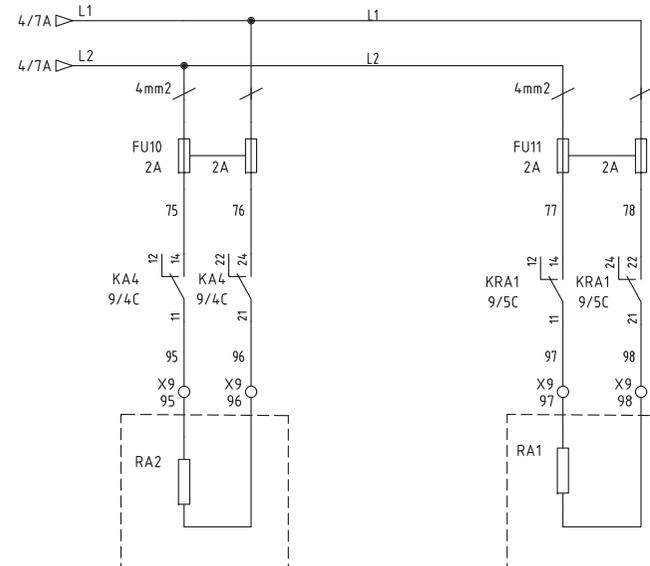 4/7A L1 L1
4/7A L2 L2
4mm2 4mm2
FU10 FU11
2A 2A 2A 2A
75 76 77 78
12 14 22 24 12 14 24 22
KA4 KA4 KRA1 KRA1
9/4C 9/4C 9/5C 9/5C
11 21 11 21
95 96 97 98
X9 X9 X9 X9
95 96 97 98
RA2 RA1